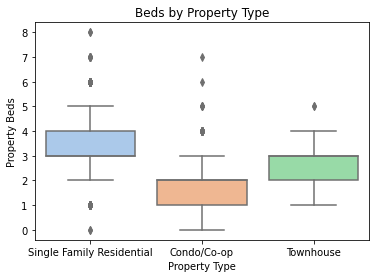 Beds by Property Type
Property Beds
8
7
6
5
4
3
2
1
0
Single Family Residential
Condo/Co-op
Townhouse
Property Type